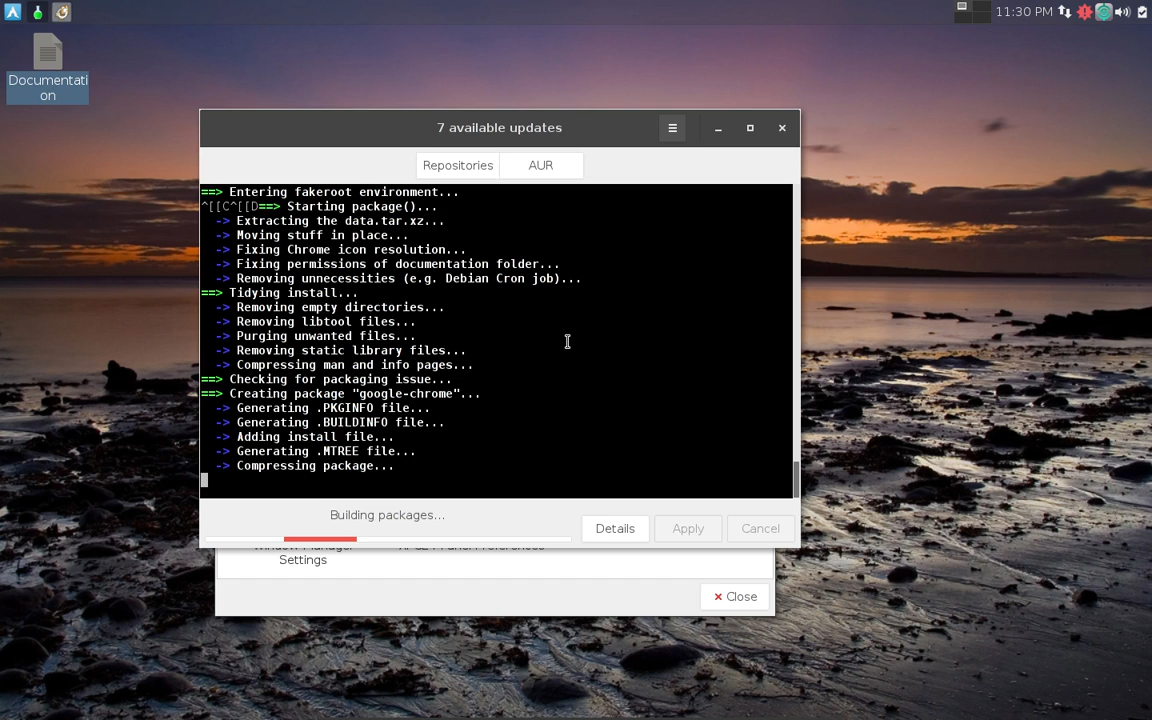 11:30 PM
Documentati
on
7 available updates
Repositories AUR
==> Entering fakeroot environment...
^[[C^[[D==> Starting package()...
-> Extracting the data.tar.xz...
-> Moving stuff in place...
-> Fixing Chrome icon resolution...
-> Fixing permissions of documentation folder...
-> Removing unnecessities (e.g. Debian Cron job)...
==> Tidying install...
-> Removing empty directories...
-> Removing libtool files...
-> Purging unwanted files...
-> Removing static library files...
-> Compressing man and info pages...
==> Checking for packaging issue...
==> Creating package "google-chrome"...
-> Generating .PKGINFO file...
-> Generating .BUILDINFO file...
-> Adding install file...
-> Generating .MTREE file...
-> Compressing package...
Building packages...
Details Apply Cancel
Window Manager
Settings
Close